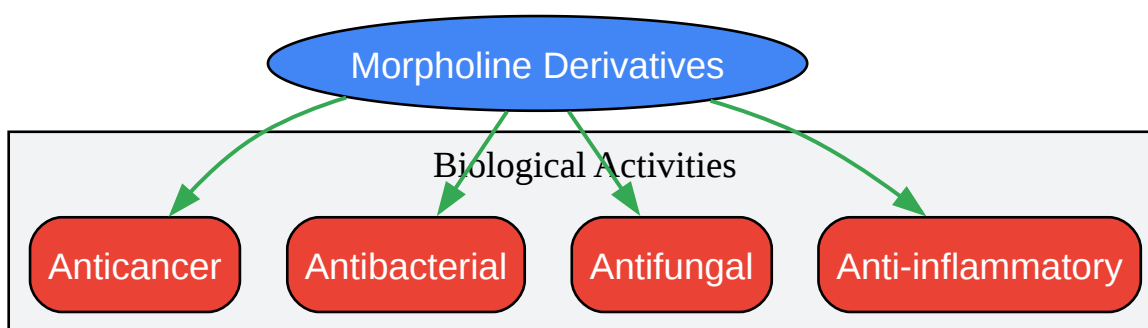 Morpholine Derivatives
Biological Activities
Anticancer
Antibacterial
Antifungal
Anti-inflammatory